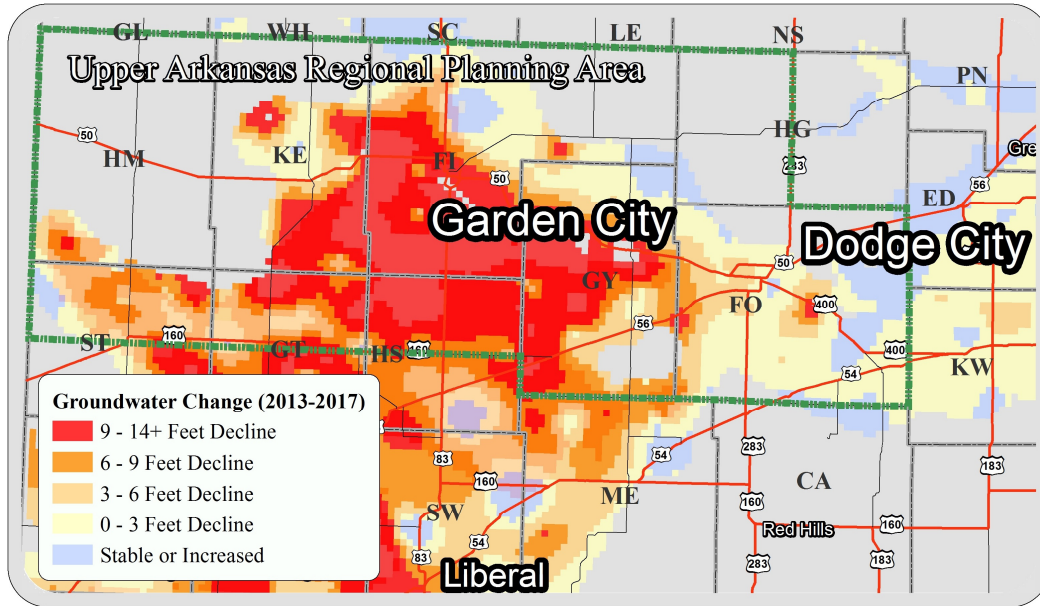 GL WH SC LE NS
Upper Arkansas Regional Planning Area
PN
50 HM KE FI HG Gre
50 283 56
ED
Garden City Dodge City
GY 50
FO 400
56
ST 160 GT HS 160 400
54 KW
Groundwater Change (2013-2017)
9 - 14+ Feet Decline
6 - 9 Feet Decline
3 - 6 Feet Decline
0 - 3 Feet Decline
Stable or Increased
83 54 283 183
160 ME 160 CA
SW Red Hills 160
54
83 283 183
Liberal